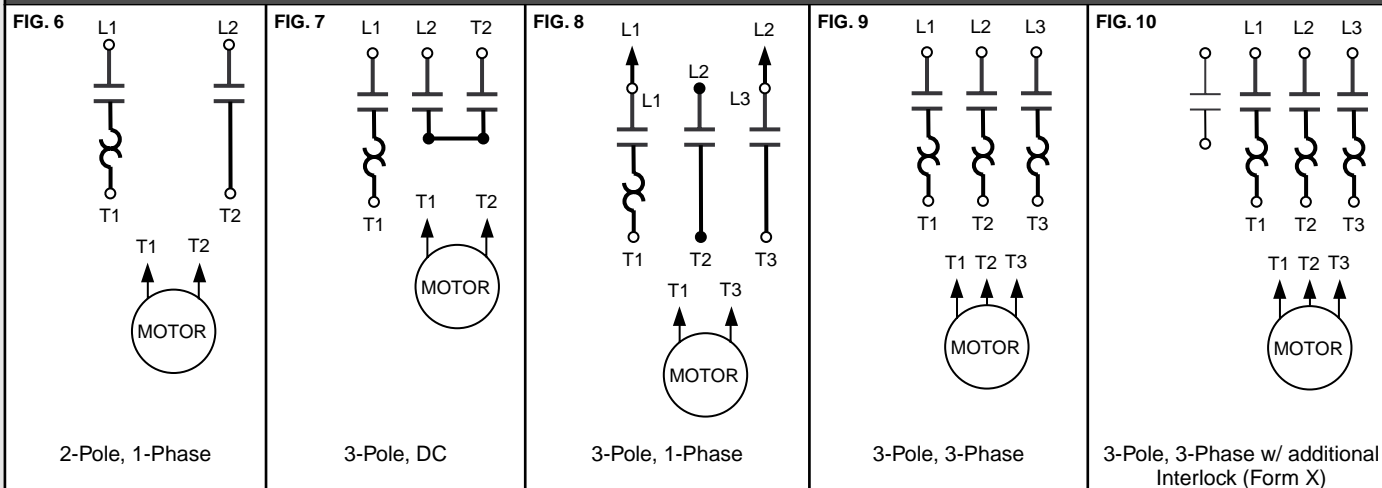 FIG. 6
L1 L2
T1 T2
T1 T2
MOTOR
2-Pole, 1-Phase
FIG. 7
L1 L2 T2
T1
T1 T2
MOTOR
3-Pole, DC
FIG. 8
L1 L2
L2
L1 L3
T1 T2 T3
T1 T3
MOTOR
3-Pole, 1-Phase
FIG. 9
L1 L2 L3
T1 T2 T3
T1 T2 T3
MOTOR
3-Pole, 3-Phase
FIG. 10
L1 L2 L3
T1 T2 T3
T1 T2 T3
MOTOR
3-Pole, 3-Phase w/ additional
Interlock (Form X)